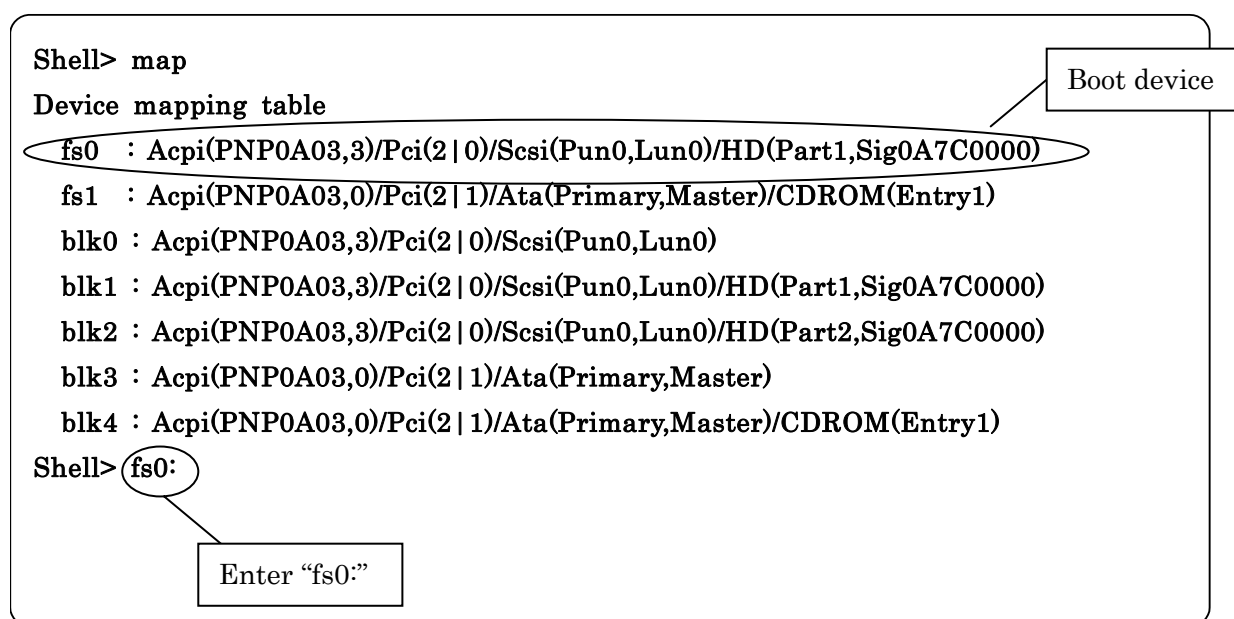 Shell> map
Boot device
Device mapping table
fs0 : Acpi(PNP0A03,3)/Pci(2|0)/Scsi(Pun0,Lun0)/HD(Part1,Sig0A7C0000)
fs1 : Acpi(PNP0A03,0)/Pci(2|1)/Ata(Primary,Master)/CDROM(Entry1)
blk0 : Acpi(PNP0A03,3)/Pci(2|0)/Scsi(Pun0,Lun0)
blk1 : Acpi(PNP0A03,3)/Pci(2|0)/Scsi(Pun0,Lun0)/HD(Part1,Sig0A7C0000)
blk2 : Acpi(PNP0A03,3)/Pci(2|0)/Scsi(Pun0,Lun0)/HD(Part2,Sig0A7C0000)
blk3 : Acpi(PNP0A03,0)/Pci(2|1)/Ata(Primary,Master)
blk4 : Acpi(PNP0A03,0)/Pci(2|1)/Ata(Primary,Master)/CDROM(Entry1)
Shell> fs0:
Enter “fs0:”